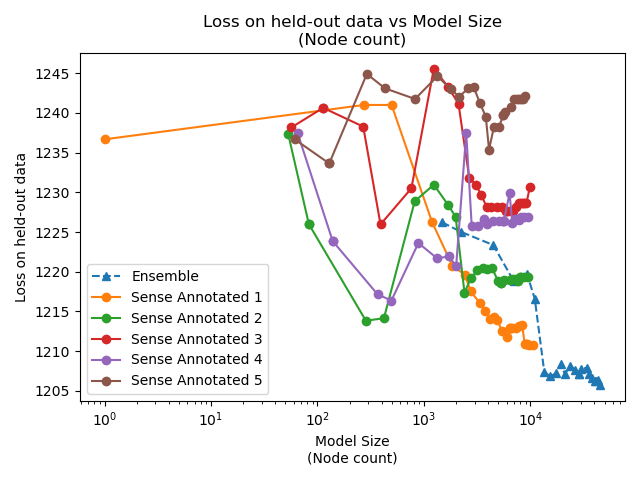 Loss on held-out data vs Model Size
(Node count)
Loss on held-out data
1245
1240
1235
1230
1225
1220
1215
1210
1205
Ensemble
Sense Annotated 1
Sense Annotated 2
Sense Annotated 3
Sense Annotated 4
Sense Annotated 5
10⁰ 10¹ 10² 10³ 10⁴
Model Size
(Node count)